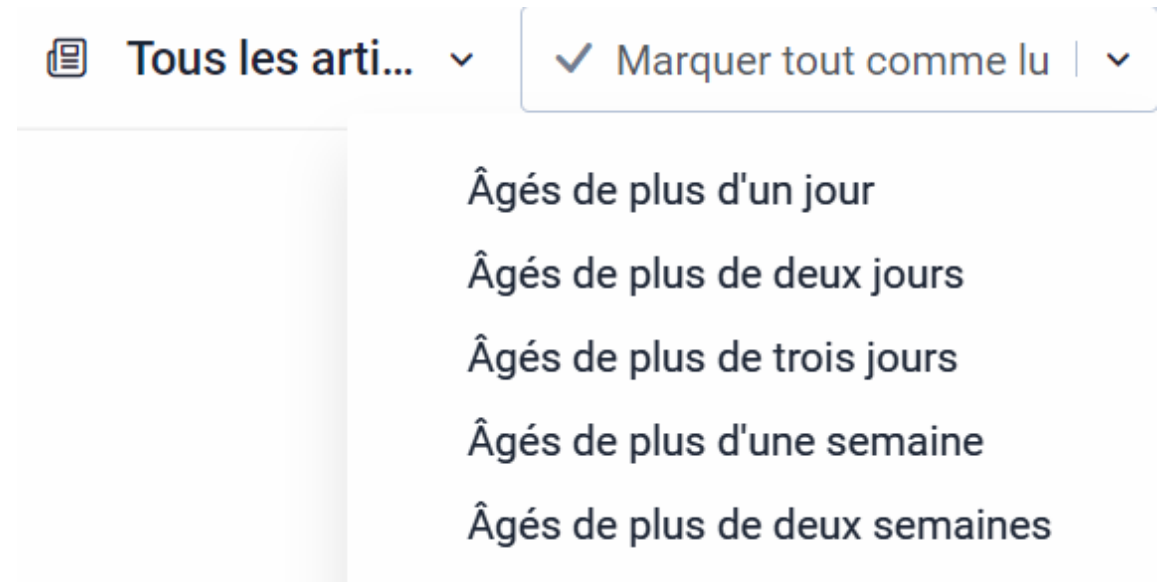 Tous les arti...
Marquer tout comme lu
Âgés de plus d'un jour
Âgés de plus de deux jours
Âgés de plus de trois jours
Âgés de plus d'une semaine
Âgés de plus de deux semaines